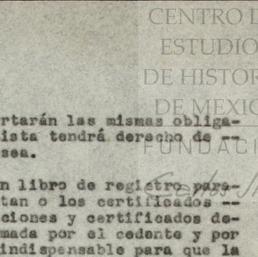 CENTRO D
ESTUDIO
DE HISTOR
DE MEXIC
FUNDACI
rtarán las mismas obliga-
ista tendrá derecho de --
sea.
n libro de registro para-
tan o los certificados --
ciones y certificados de-
mada por el cedente y por
indispensable para que la